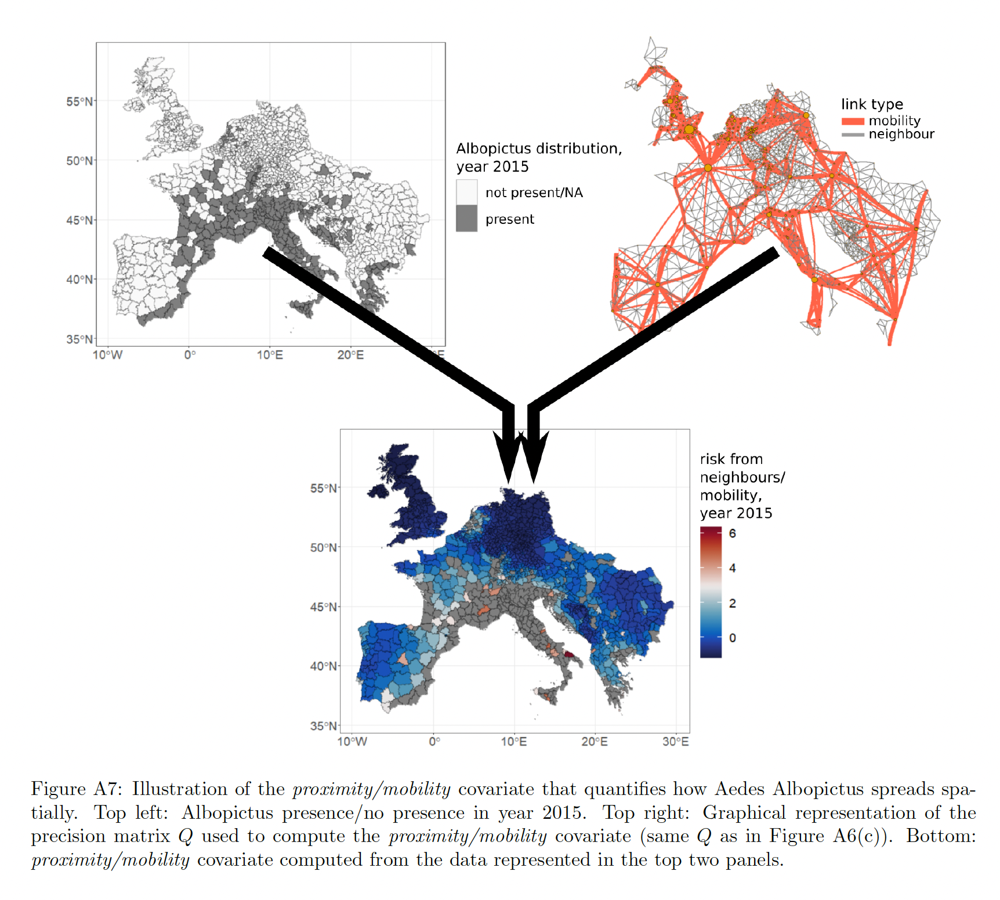 55°N
50°N
45°N
40°N
35°N
10°W
0°
10°E
20°E
Albopictus distribution,
year 2015
not present/NA
present
link type
mobility
neighbour
55°N
50°N
45°N
40°N
35°N
10°W
0°
10°E
20°E
30°E
risk from
neighbours/
mobility,
year 2015
6
4
2
0
Figure A7: Illustration of the proximity/mobility covariate that quantifies how Aedes Albopictus spreads spa-
tially. Top left: Albopictus presence/no presence in year 2015. Top right: Graphical representation of the
precision matrix Q used to compute the proximity/mobility covariate (same Q as in Figure A6(c)). Bottom:
proximity/mobility covariate computed from the data represented in the top two panels.